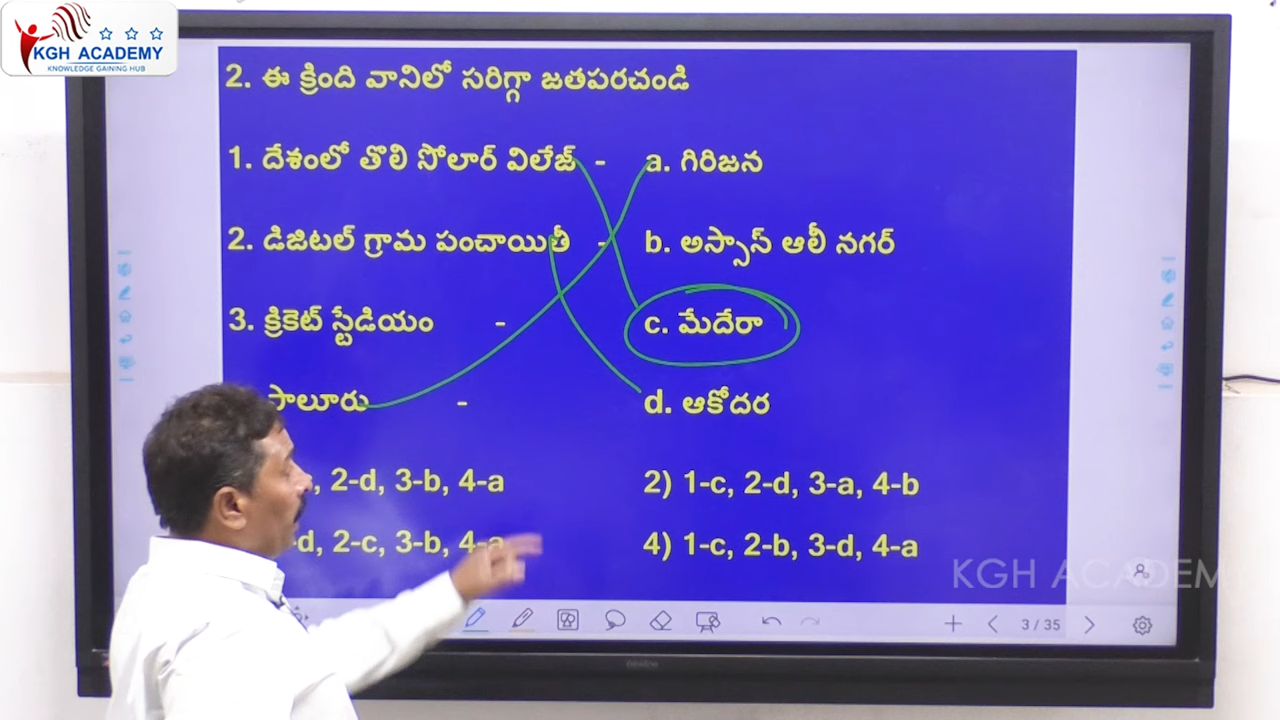 KGH ACADEMY
KNOWLEDGE GAINING HUB
2. ఈ క్రింది వానిలో సరిగ్గా జతపరచండి
1. దేశంలో తొలి సోలార్ విలేజ్ - a. గిరిజన
2. డిజిటల్ గ్రామ పంచాయితీ - b. అస్సాస్ ఆలీ నగర్
3. క్రికెట్ స్టేడియం - c. మేదేరా
పాలూరు - d. ఆకోదర
2-d, 3-b, 4-a 2) 1-c, 2-d, 3-a, 4-b
-d, 2-c, 3-b, 4-a 4) 1-c, 2-b, 3-d, 4-a
KGH ACADEM
3 / 35